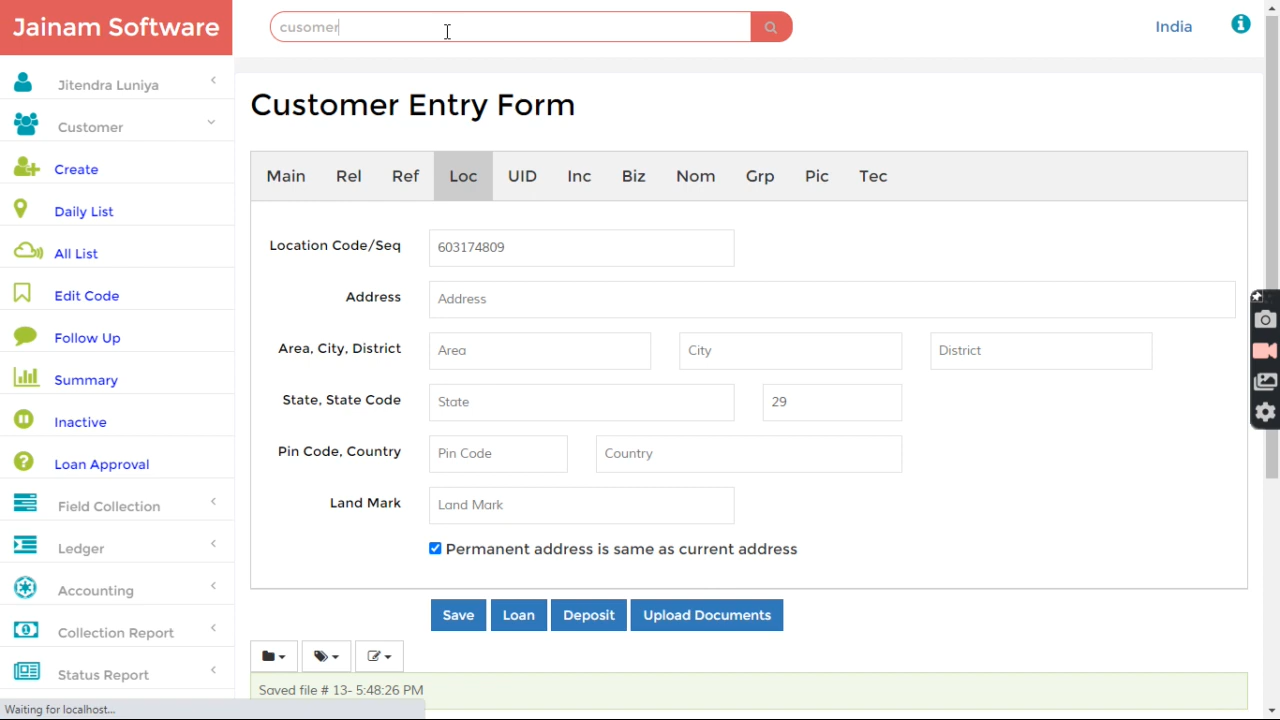 Jainam Software
cusomer
India
Jitendra Luniya
Customer
Create
Daily List
All List
Edit Code
Follow Up
Summary
Inactive
Loan Approval
Field Collection
Ledger
Accounting
Collection Report
Status Report
Customer Entry Form
Main Rel Ref Loc UID Inc Biz Nom Grp Pic Tec
Location Code/Seq 603174809
Address Address
Area, City, District Area City District
State, State Code State 29
Pin Code, Country Pin Code Country
Land Mark Land Mark
Permanent address is same as current address
Save Loan Deposit Upload Documents
Saved file # 13- 5:48:26 PM
Waiting for localhost...